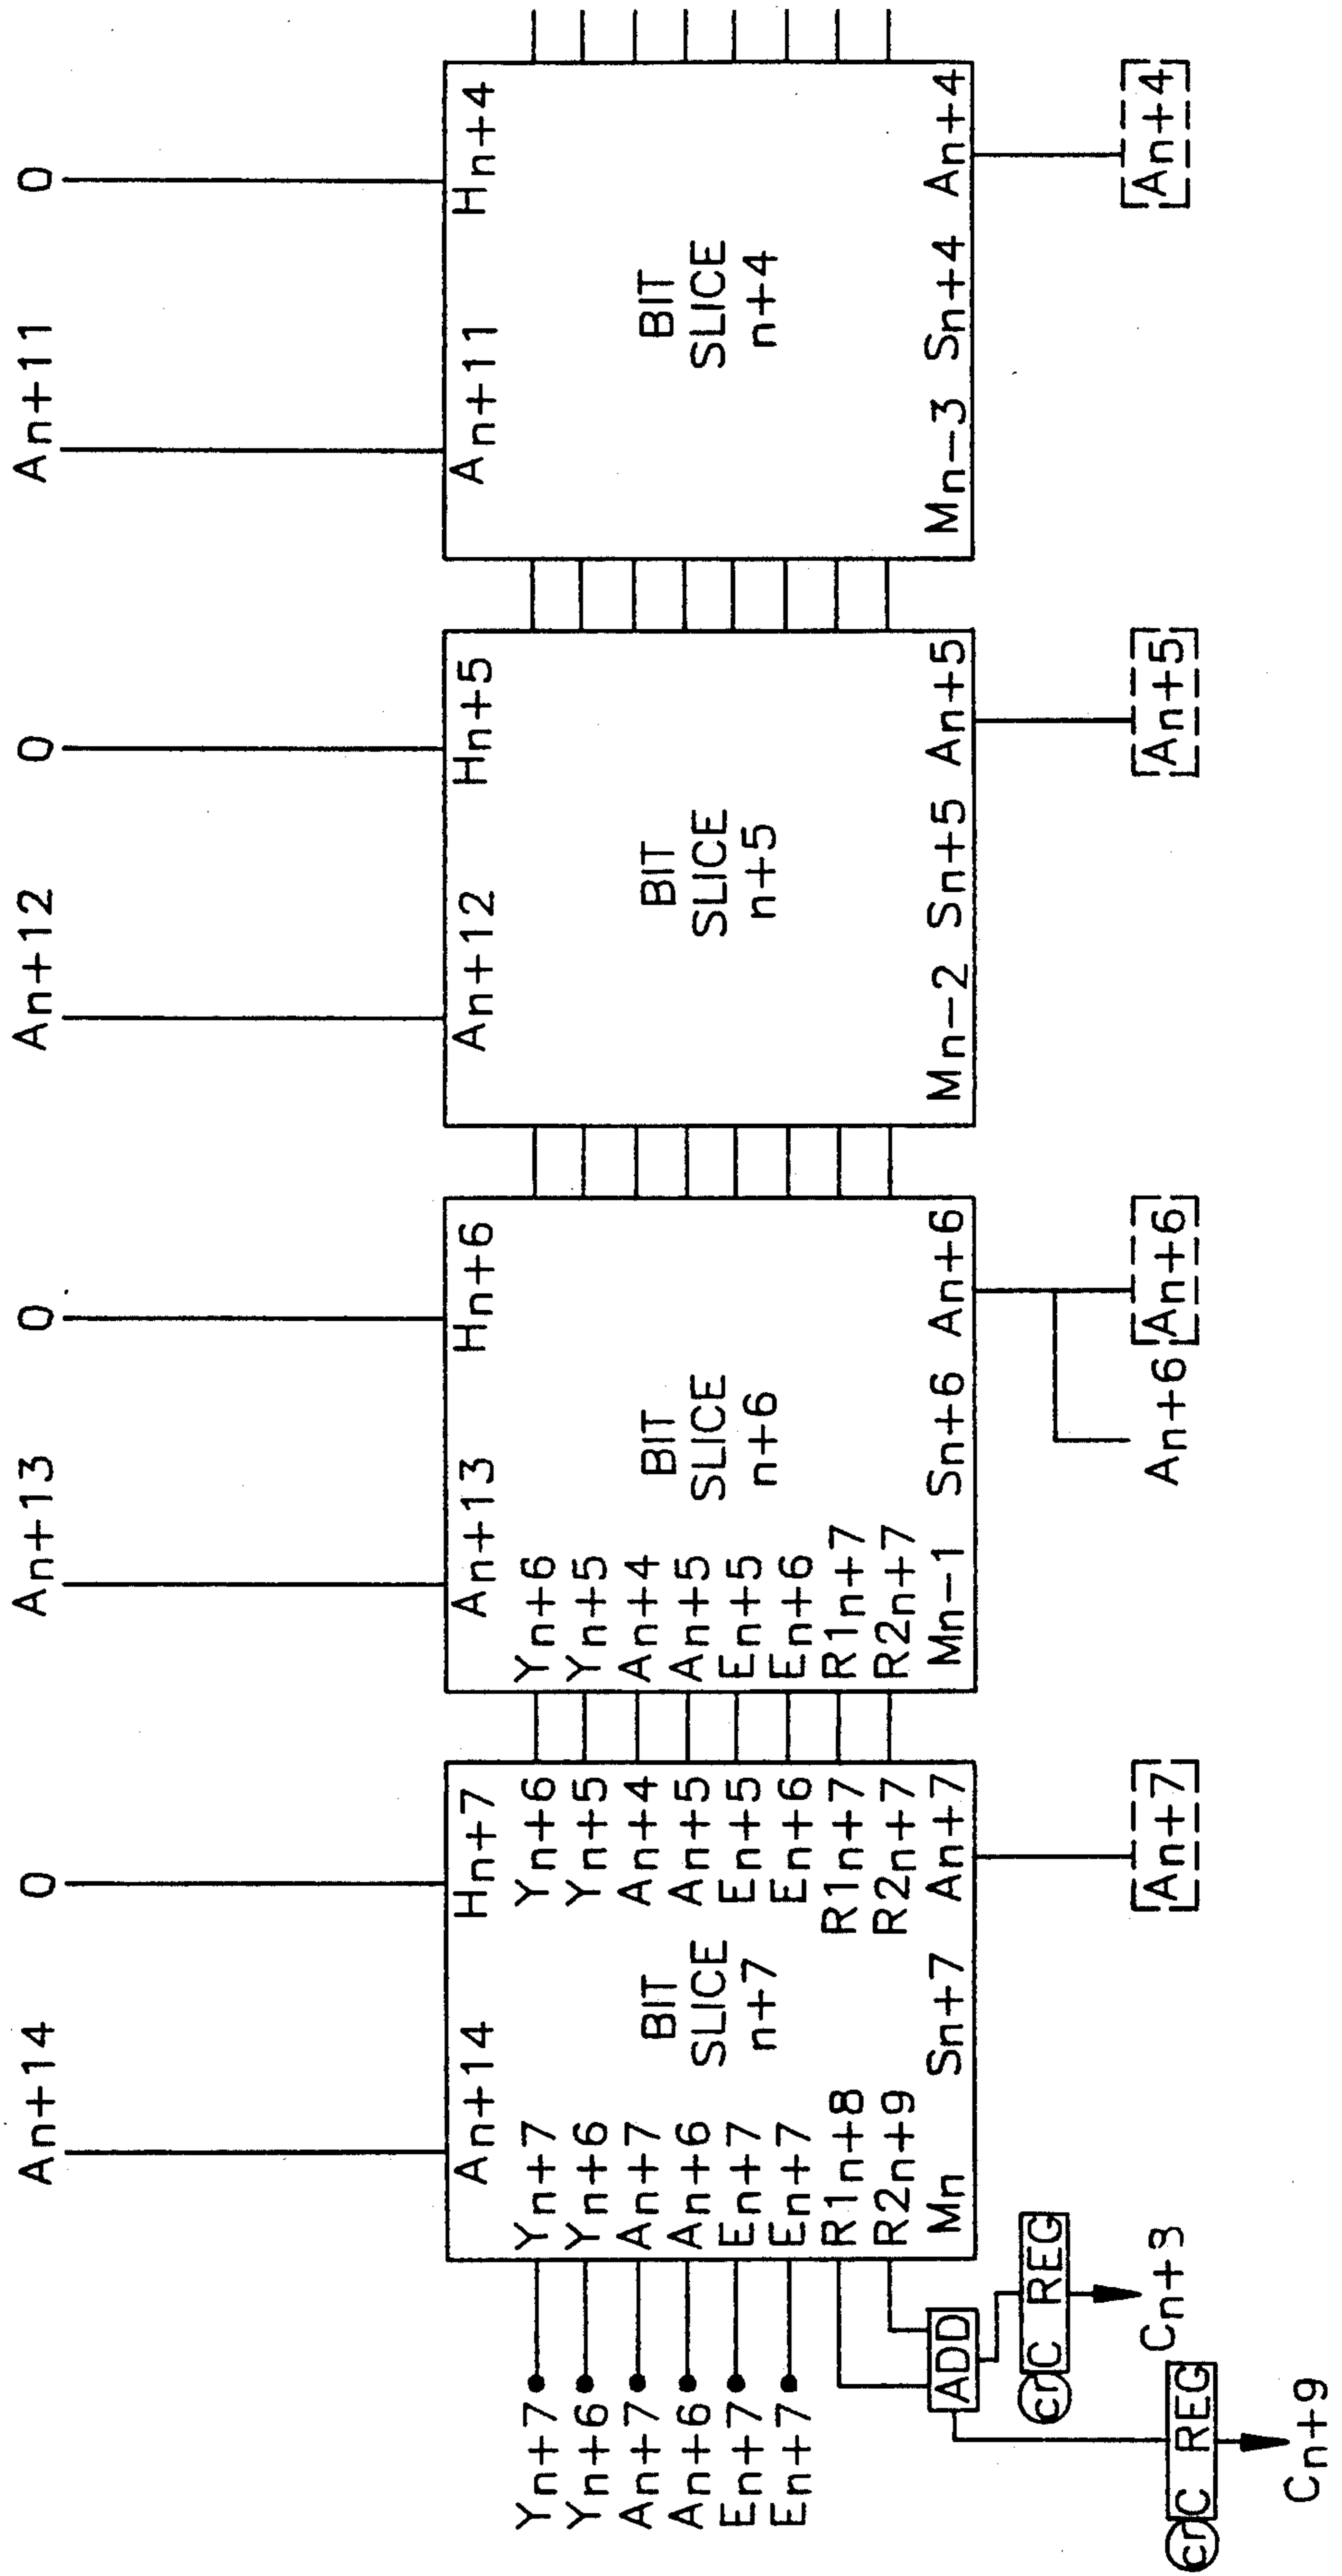 An+14
0
An+13
0
An+12
0
An+11
0
An+14
Hn+7
An+13
Hn+6
An+12
Hn+5
An+11
Hn+4
Yn+7
Yn+7
Yn+6
Yn+6
Yn+6
Yn+6
Yn+5
Yn+5
An+7
An+7
An+4
An+4
An+6
An+6
An+5
An+5
En+7
En+7
En+5
En+5
En+7
En+7
En+6
En+6
R1n+8
R1n+7
R1n+7
R2n+9
R2n+7
R2n+7
BIT
SLICE
n+7
BIT
SLICE
n+6
BIT
SLICE
n+5
BIT
SLICE
n+4
Mn Sn+7 An+7
Mn-1 Sn+6 An+6
Mn-2 Sn+5 An+5
Mn-3 Sn+4 An+4
ADD
cr C REG
Cn+8
cr C REG
Cn+9
An+7
An+6
An+6
An+5
An+4